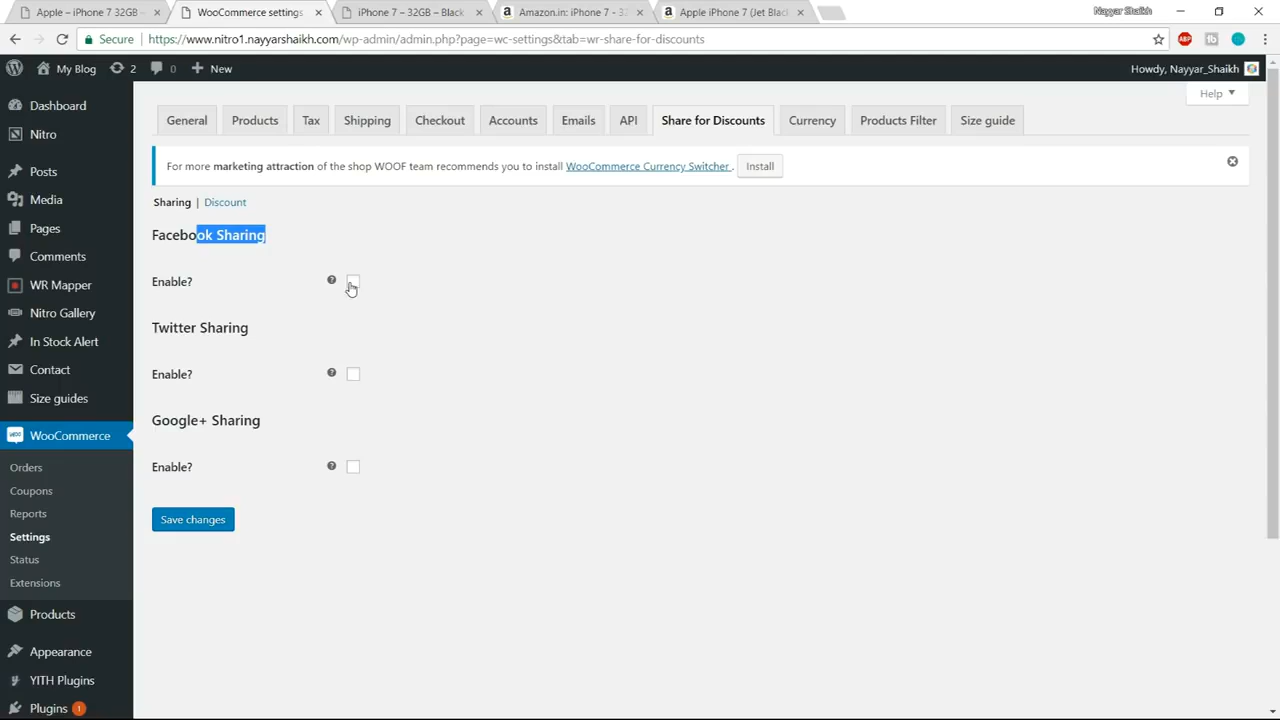 Apple – iPhone 7 32GB –
WooCommerce settings
iPhone 7 – 32GB – Black
Amazon.in: iPhone 7 - 32
Apple iPhone 7 (Jet Black
Nayyar Shaikh
Secure
https://www.nitro1.nayyarshaikh.com/wp-admin/admin.php?page=wc-settings&tab=wr-share-for-discounts
ABP
My Blog
2
0
New
Howdy, Nayyar_Shaikh
Dashboard
Nitro
Posts
Media
Pages
Comments
WR Mapper
Nitro Gallery
In Stock Alert
Contact
Size guides
WooCommerce
Orders
Coupons
Reports
Settings
Status
Extensions
Products
Appearance
YITH Plugins
Plugins 1
Help
General
Products
Tax
Shipping
Checkout
Accounts
Emails
API
Share for Discounts
Currency
Products Filter
Size guide
For more marketing attraction of the shop WOOF team recommends you to install WooCommerce Currency Switcher . Install
Sharing | Discount
Facebook Sharing
Enable?
Twitter Sharing
Enable?
Google+ Sharing
Enable?
Save changes